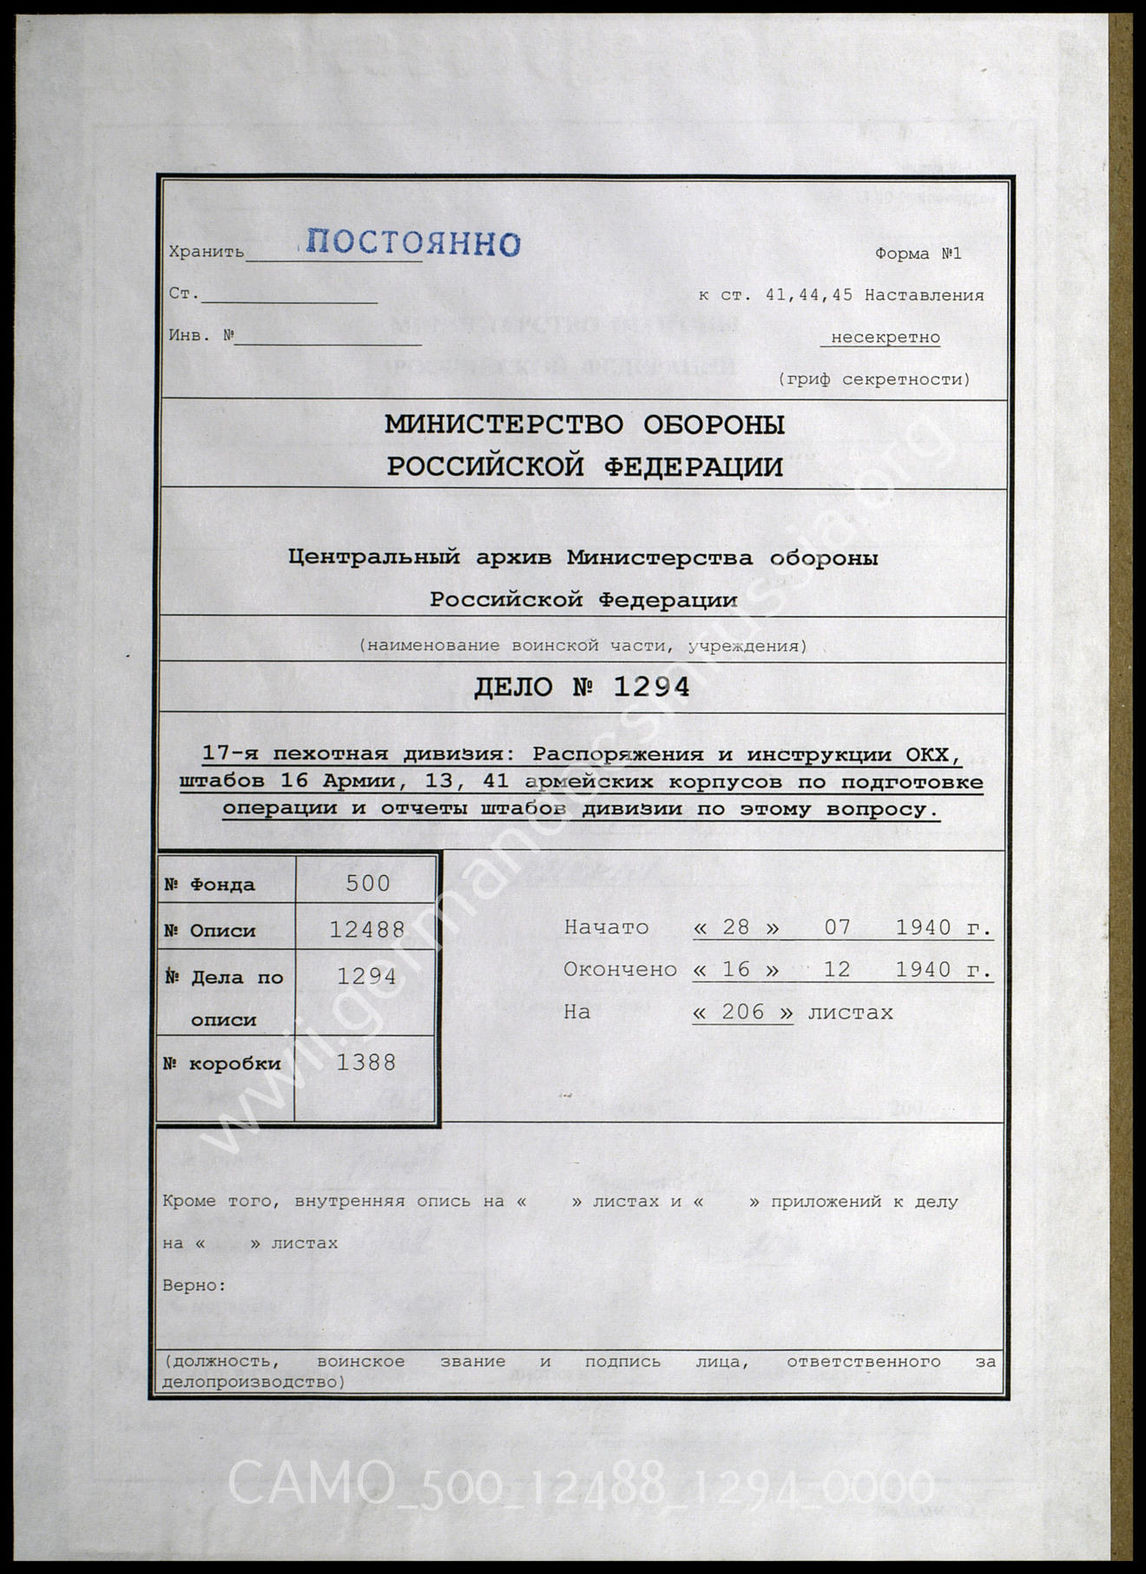 Хранить ПОСТОЯННО
Форма №1
Ст.
к ст. 41,44,45 Наставления
Инв. №
несекретно
(гриф секретности)
МИНИСТЕРСТВО ОБОРОНЫ
РОССИЙСКОЙ ФЕДЕРАЦИИ
Центральный архив Министерства обороны
Российской Федерации
(наименование воинской части, учреждения)
ДЕЛО № 1294
17-я пехотная дивизия: Распоряжения и инструкции ОКХ,
штабов 16 Армии, 13, 41 армейских корпусов по подготовке
операции и отчеты штабов дивизии по этому вопросу.
№ Фонда 500
№ Описи 12488
№ Дела по 1294
описи
№ коробки 1388
Начато « 28 » 07 1940 г.
Окончено « 16 » 12 1940 г.
На « 206 » листах
Кроме того, внутренняя опись на « » листах и « » приложений к делу
на « » листах
Верно:
(должность, воинское звание и подпись лица, ответственного за
делопроизводство)
wwii.germandocsinrussia.org
CAMO_500_12488_1294_0000